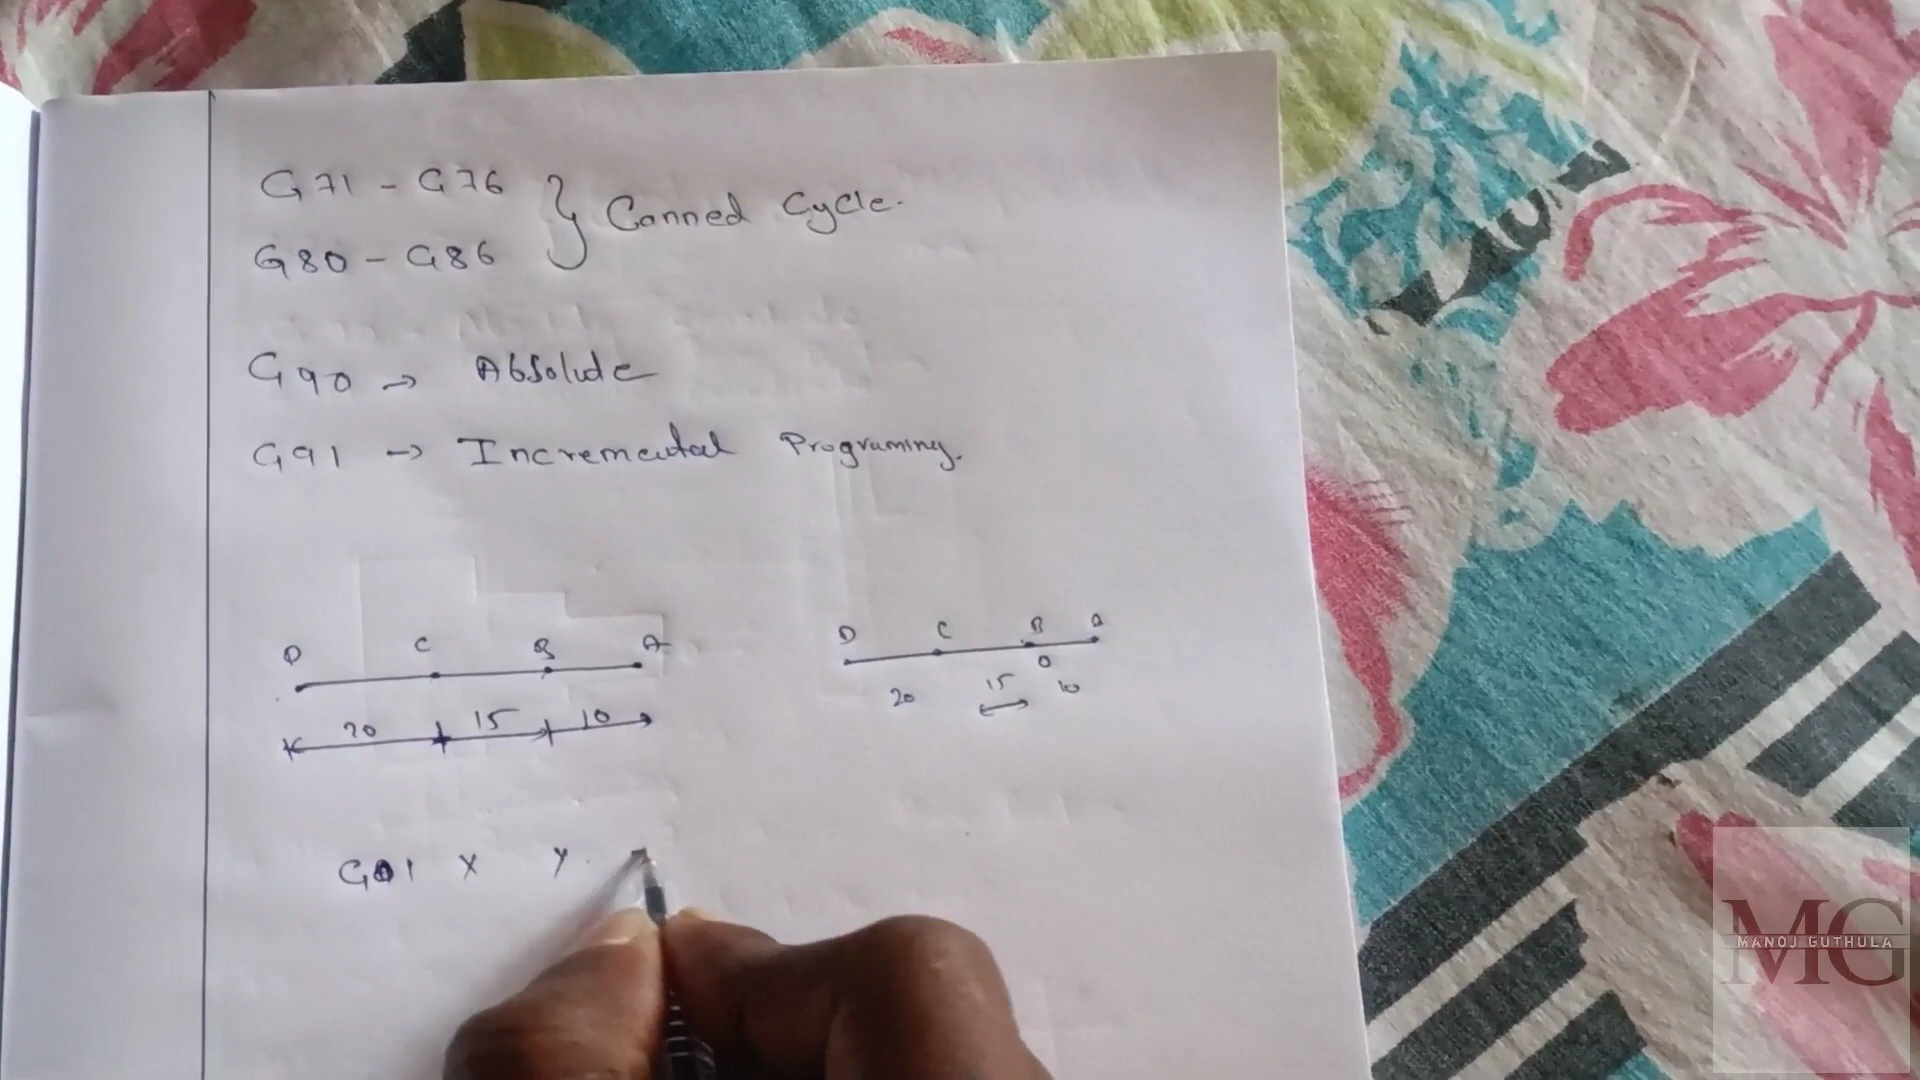 G71 - G76
G80 - G86 } Canned Cycle.
G90 → Absolute
G91 → Incremental Programing.
D C B A
20 15 10
D C B a
0
20 15 10
G01 X Y
MG
MANOJ GUTHULA